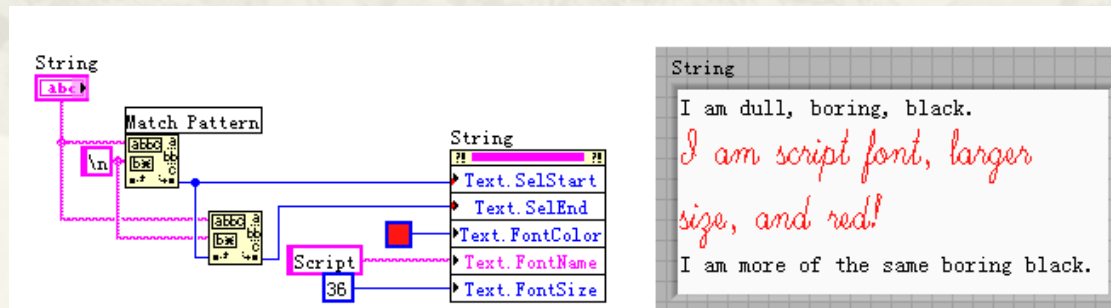 String
abc
Match Pattern
\n
String
Text.SelStart
Text.SelEnd
Text.FontColor
Script
Text.FontName
36
Text.FontSize
String
I am dull, boring, black.
I am script font, larger
size, and red!
I am more of the same boring black.